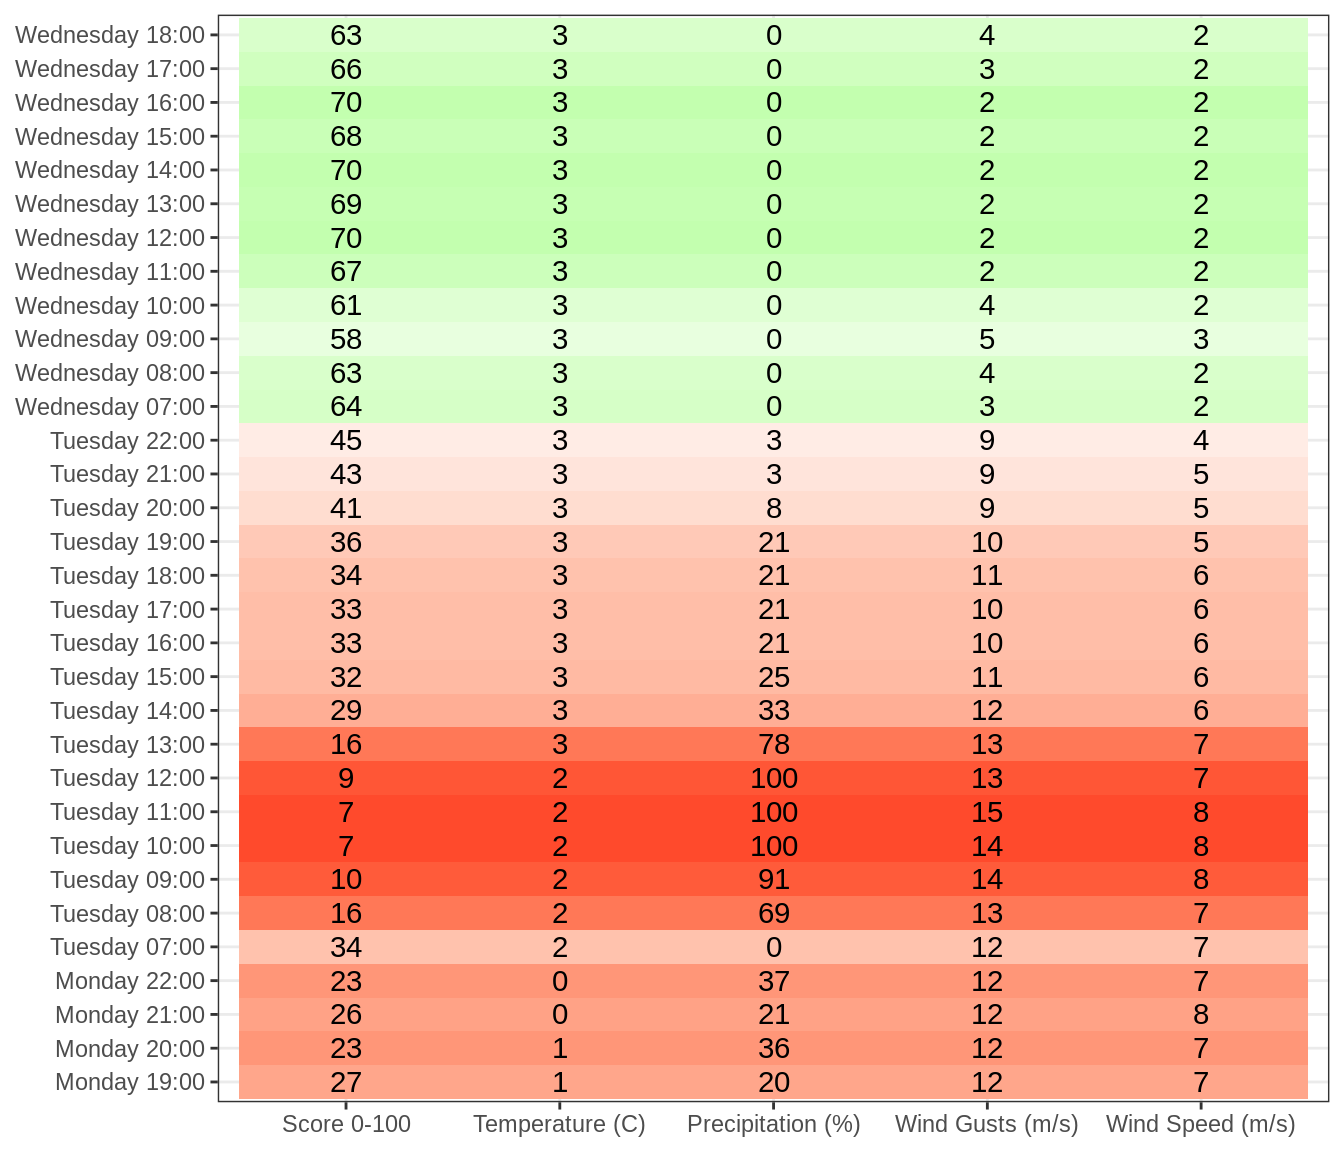 Wednesday 18:00 63 3 0 4 2
Wednesday 17:00 66 3 0 3 2
Wednesday 16:00 70 3 0 2 2
Wednesday 15:00 68 3 0 2 2
Wednesday 14:00 70 3 0 2 2
Wednesday 13:00 69 3 0 2 2
Wednesday 12:00 70 3 0 2 2
Wednesday 11:00 67 3 0 2 2
Wednesday 10:00 61 3 0 4 2
Wednesday 09:00 58 3 0 5 3
Wednesday 08:00 63 3 0 4 2
Wednesday 07:00 64 3 0 3 2
Tuesday 22:00 45 3 3 9 4
Tuesday 21:00 43 3 3 9 5
Tuesday 20:00 41 3 8 9 5
Tuesday 19:00 36 3 21 10 5
Tuesday 18:00 34 3 21 11 6
Tuesday 17:00 33 3 21 10 6
Tuesday 16:00 33 3 21 10 6
Tuesday 15:00 32 3 25 11 6
Tuesday 14:00 29 3 33 12 6
Tuesday 13:00 16 3 78 13 7
Tuesday 12:00 9 2 100 13 7
Tuesday 11:00 7 2 100 15 8
Tuesday 10:00 7 2 100 14 8
Tuesday 09:00 10 2 91 14 8
Tuesday 08:00 16 2 69 13 7
Tuesday 07:00 34 2 0 12 7
Monday 22:00 23 0 37 12 7
Monday 21:00 26 0 21 12 8
Monday 20:00 23 1 36 12 7
Monday 19:00 27 1 20 12 7
Score 0-100 Temperature (C) Precipitation (%) Wind Gusts (m/s) Wind Speed (m/s)